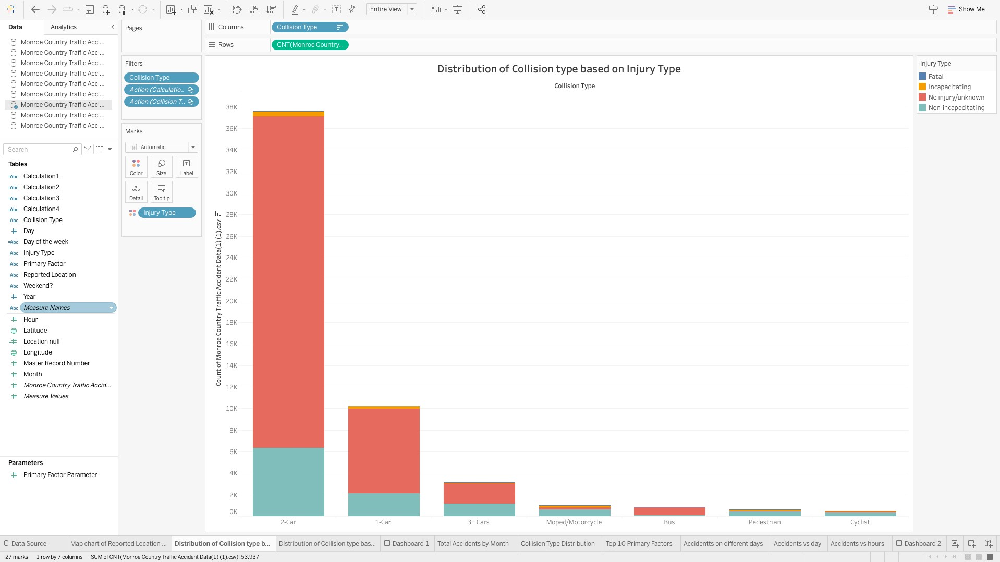 Entire View
Show Me
Data
Analytics
Monroe Country Traffic Acci...
Monroe Country Traffic Acci...
Monroe Country Traffic Acci...
Monroe Country Traffic Acci...
Monroe Country Traffic Acci...
Monroe Country Traffic Acci...
Monroe Country Traffic Acci...
Monroe Country Traffic Acci...
Monroe Country Traffic Acci...
Search
Tables
=Abc Calculation1
=Abc Calculation2
=Abc Calculation3
=Abc Calculation4
Abc Collision Type
# Day
=Abc Day of the week
Abc Injury Type
Abc Primary Factor
Abc Reported Location
Abc Weekend?
# Year
Abc Measure Names
# Hour
Latitude
=# Location null
Longitude
# Master Record Number
# Month
# Monroe Country Traffic Accid...
# Measure Values
Parameters
# Primary Factor Parameter
Pages
Filters
Collision Type
Action (Calculatio..
Action (Collision T..
Marks
Automatic
Color
Size
Label
Detail
Tooltip
Injury Type
Columns
Collision Type
Rows
CNT(Monroe Country..
Distribution of Collision type based on Injury Type
Collision Type
Count of Monroe Country Traffic Accident Data(1) (1).csv
38K
36K
34K
32K
30K
28K
26K
24K
22K
20K
18K
16K
14K
12K
10K
8K
6K
4K
2K
0K
2-Car
1-Car
3+ Cars
Moped/Motorcycle
Bus
Pedestrian
Cyclist
Injury Type
Fatal
Incapacitating
No injury/unknown
Non-incapacitating
Data Source
Map chart of Reported Location ...
Distribution of Collision type b...
Distribution of Collision type bas...
Dashboard 1
Total Accidents by Month
Collision Type Distribution
Top 10 Primary Factors
Accidentts on different days
Accidents vs day
Accidents vs hours
Dashboard 2
27 marks
1 row by 7 columns
SUM of CNT(Monroe Country Traffic Accident Data(1) (1).csv): 53,937